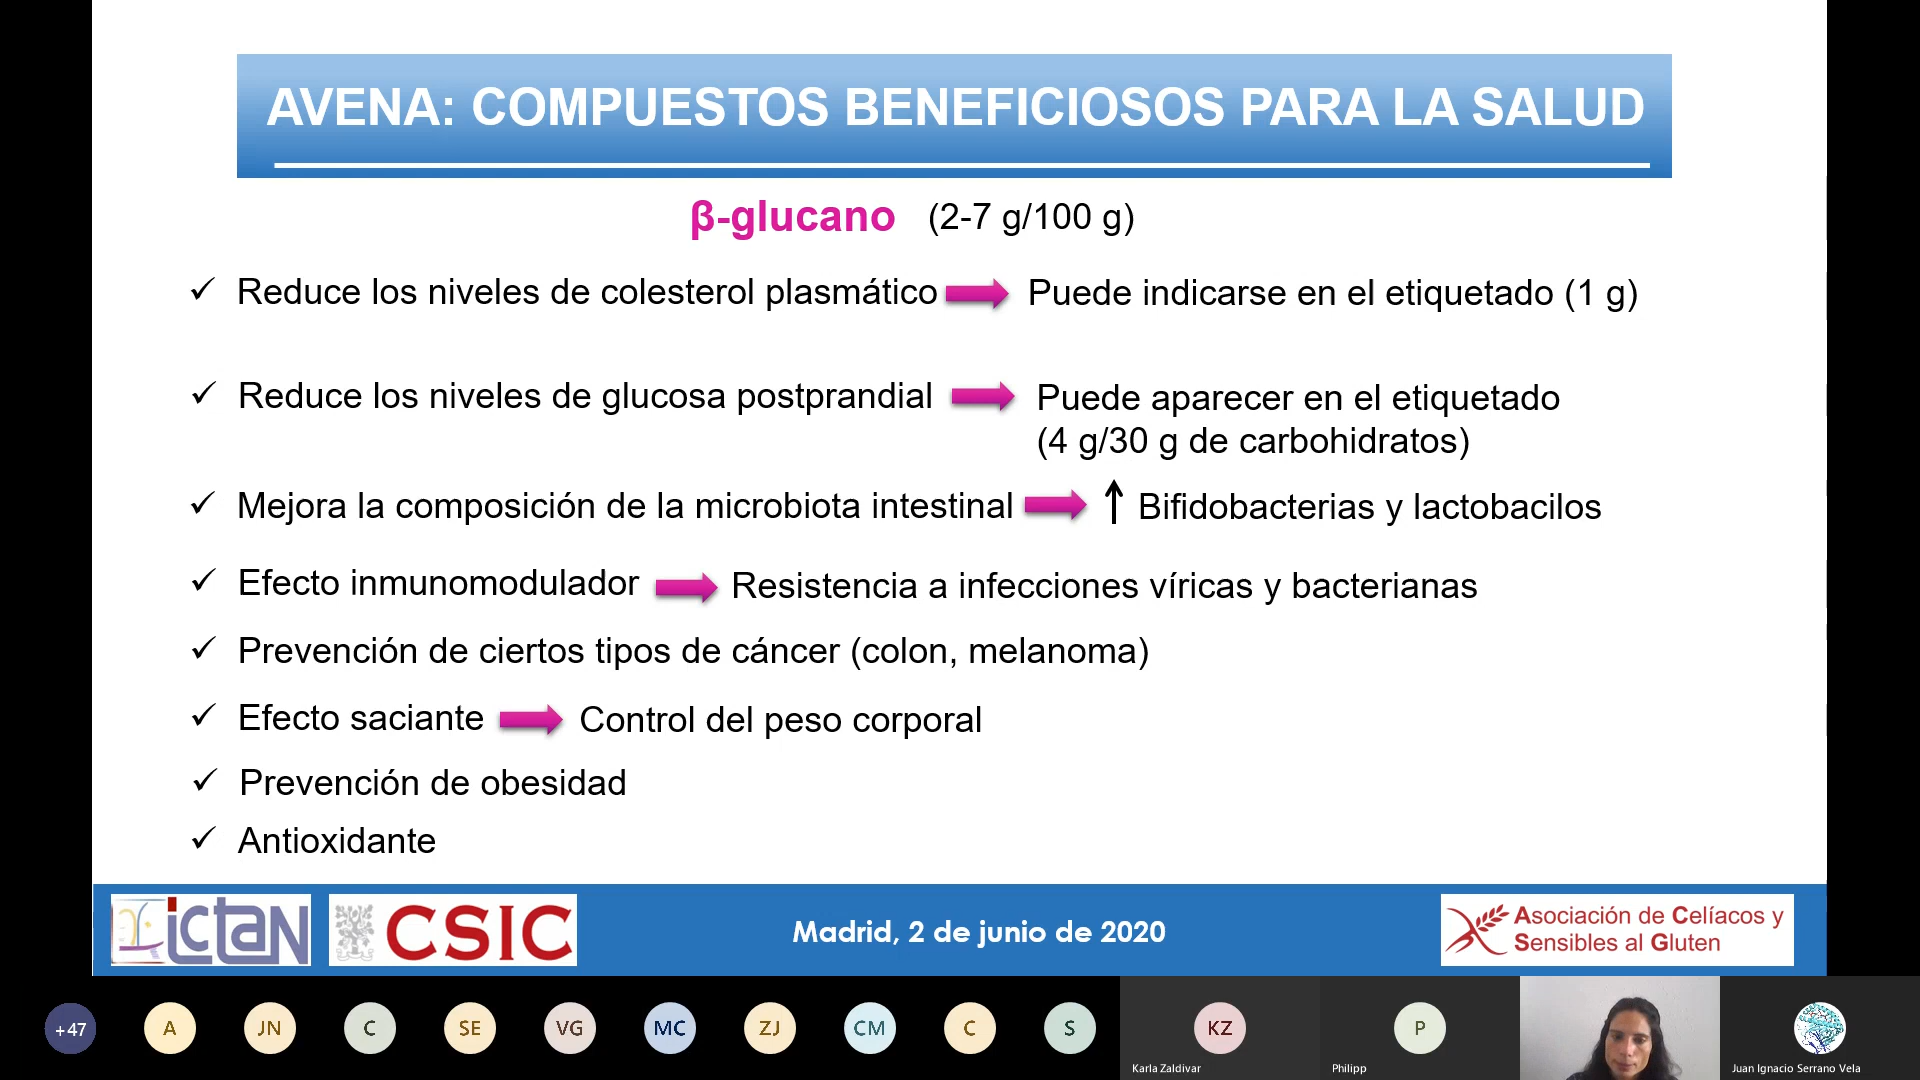 AVENA: COMPUESTOS BENEFICIOSOS PARA LA SALUD
β-glucano (2-7 g/100 g)
✓ Reduce los niveles de colesterol plasmático Puede indicarse en el etiquetado (1 g)
✓ Reduce los niveles de glucosa postprandial Puede aparecer en el etiquetado
(4 g/30 g de carbohidratos)
✓ Mejora la composición de la microbiota intestinal ↑ Bifidobacterias y lactobacilos
✓ Efecto inmunomodulador Resistencia a infecciones víricas y bacterianas
✓ Prevención de ciertos tipos de cáncer (colon, melanoma)
✓ Efecto saciante Control del peso corporal
✓ Prevención de obesidad
✓ Antioxidante
ictan CSIC Madrid, 2 de junio de 2020
Asociación de Celíacos y
Sensibles al Gluten
+47 A JN C SE VG MC ZJ CM C S KZ P
Karla Zaldivar Philipp Juan Ignacio Serrano Vela